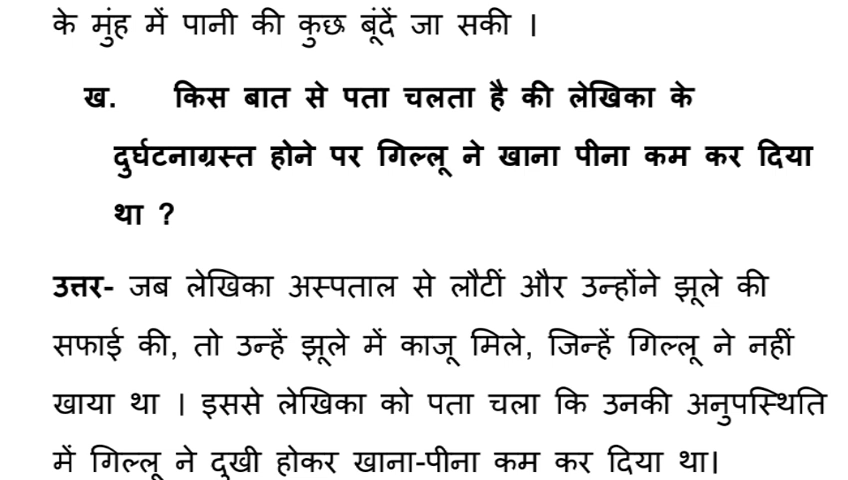 के मुंह में पानी की कुछ बूंदें जा सकी ।
ख. किस बात से पता चलता है की लेखिका के
दुर्घटनाग्रस्त होने पर गिल्लू ने खाना पीना कम कर दिया
था ?
उत्तर- जब लेखिका अस्पताल से लौटीं और उन्होंने झूले की
सफाई की, तो उन्हें झूले में काजू मिले, जिन्हें गिल्लू ने नहीं
खाया था । इससे लेखिका को पता चला कि उनकी अनुपस्थिति
में गिल्लू ने दुखी होकर खाना-पीना कम कर दिया था।